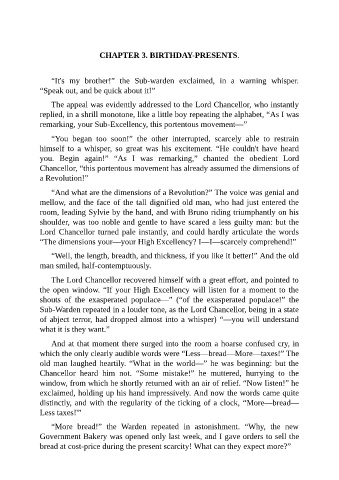 CHAPTER 3. BIRTHDAY-PRESENTS.
“It's my brother!” the Sub-warden exclaimed, in a warning whisper.
“Speak out, and be quick about it!”
The appeal was evidently addressed to the Lord Chancellor, who instantly
replied, in a shrill monotone, like a little boy repeating the alphabet, “As I was
remarking, your Sub-Excellency, this portentous movement—”
“You began too soon!” the other interrupted, scarcely able to restrain
himself to a whisper, so great was his excitement. “He couldn't have heard
you. Begin again!” “As I was remarking,” chanted the obedient Lord
Chancellor, “this portentous movement has already assumed the dimensions of
a Revolution!”
“And what are the dimensions of a Revolution?” The voice was genial and
mellow, and the face of the tall dignified old man, who had just entered the
room, leading Sylvie by the hand, and with Bruno riding triumphantly on his
shoulder, was too noble and gentle to have scared a less guilty man: but the
Lord Chancellor turned pale instantly, and could hardly articulate the words
“The dimensions your—your High Excellency? I—I—scarcely comprehend!”
“Well, the length, breadth, and thickness, if you like it better!” And the old
man smiled, half-contemptuously.
The Lord Chancellor recovered himself with a great effort, and pointed to
the open window. “If your High Excellency will listen for a moment to the
shouts of the exasperated populace—” (“of the exasperated populace!” the
Sub-Warden repeated in a louder tone, as the Lord Chancellor, being in a state
of abject terror, had dropped almost into a whisper) “—you will understand
what it is they want.”
And at that moment there surged into the room a hoarse confused cry, in
which the only clearly audible words were “Less—bread—More—taxes!” The
old man laughed heartily. “What in the world—” he was beginning: but the
Chancellor heard him not. “Some mistake!” he muttered, hurrying to the
window, from which he shortly returned with an air of relief. “Now listen!” he
exclaimed, holding up his hand impressively. And now the words came quite
distinctly, and with the regularity of the ticking of a clock, “More—bread—
Less taxes!'”
“More bread!” the Warden repeated in astonishment. “Why, the new
Government Bakery was opened only last week, and I gave orders to sell the
bread at cost-price during the present scarcity! What can they expect more?”